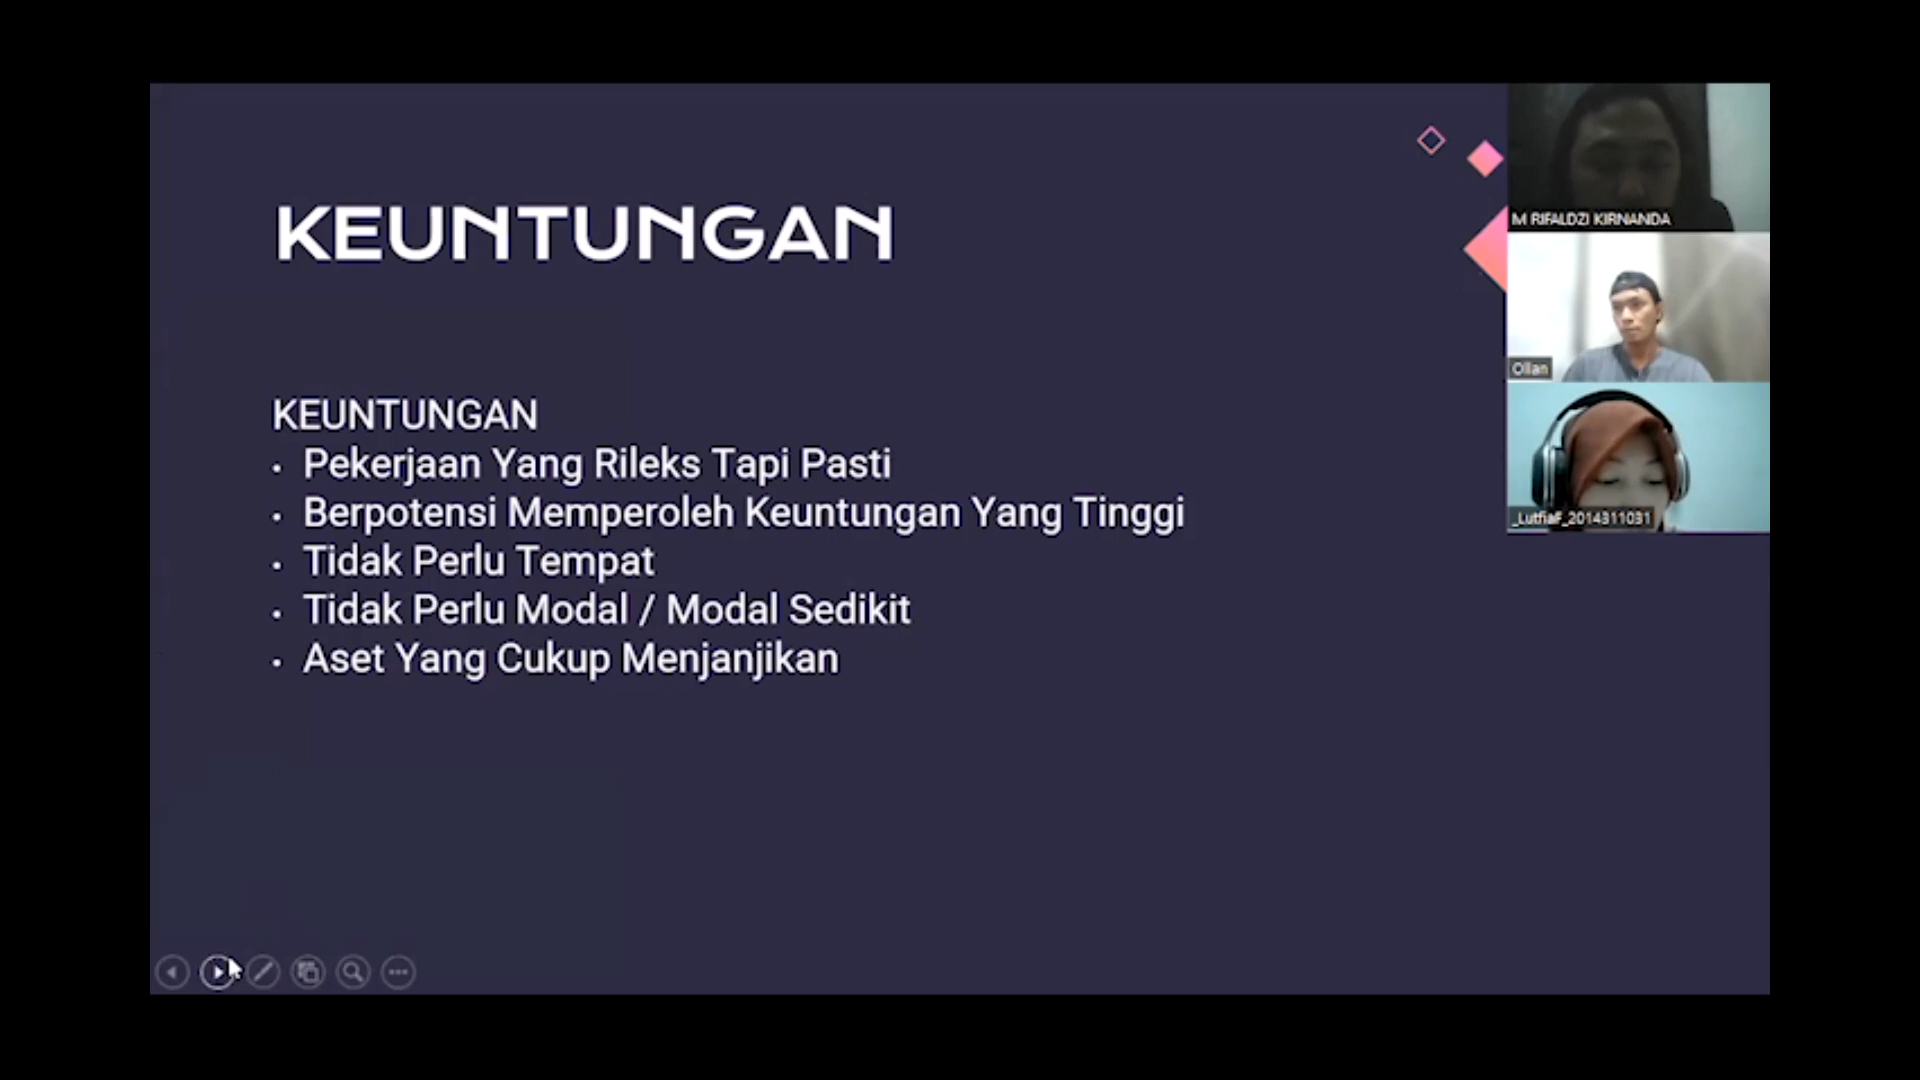 KEUNTUNGAN
KEUNTUNGAN
• Pekerjaan Yang Rileks Tapi Pasti
• Berpotensi Memperoleh Keuntungan Yang Tinggi
• Tidak Perlu Tempat
• Tidak Perlu Modal / Modal Sedikit
• Aset Yang Cukup Menjanjikan
M RIFALDZI KIRNANDA
Ollan
_LutfiaF_2014311031